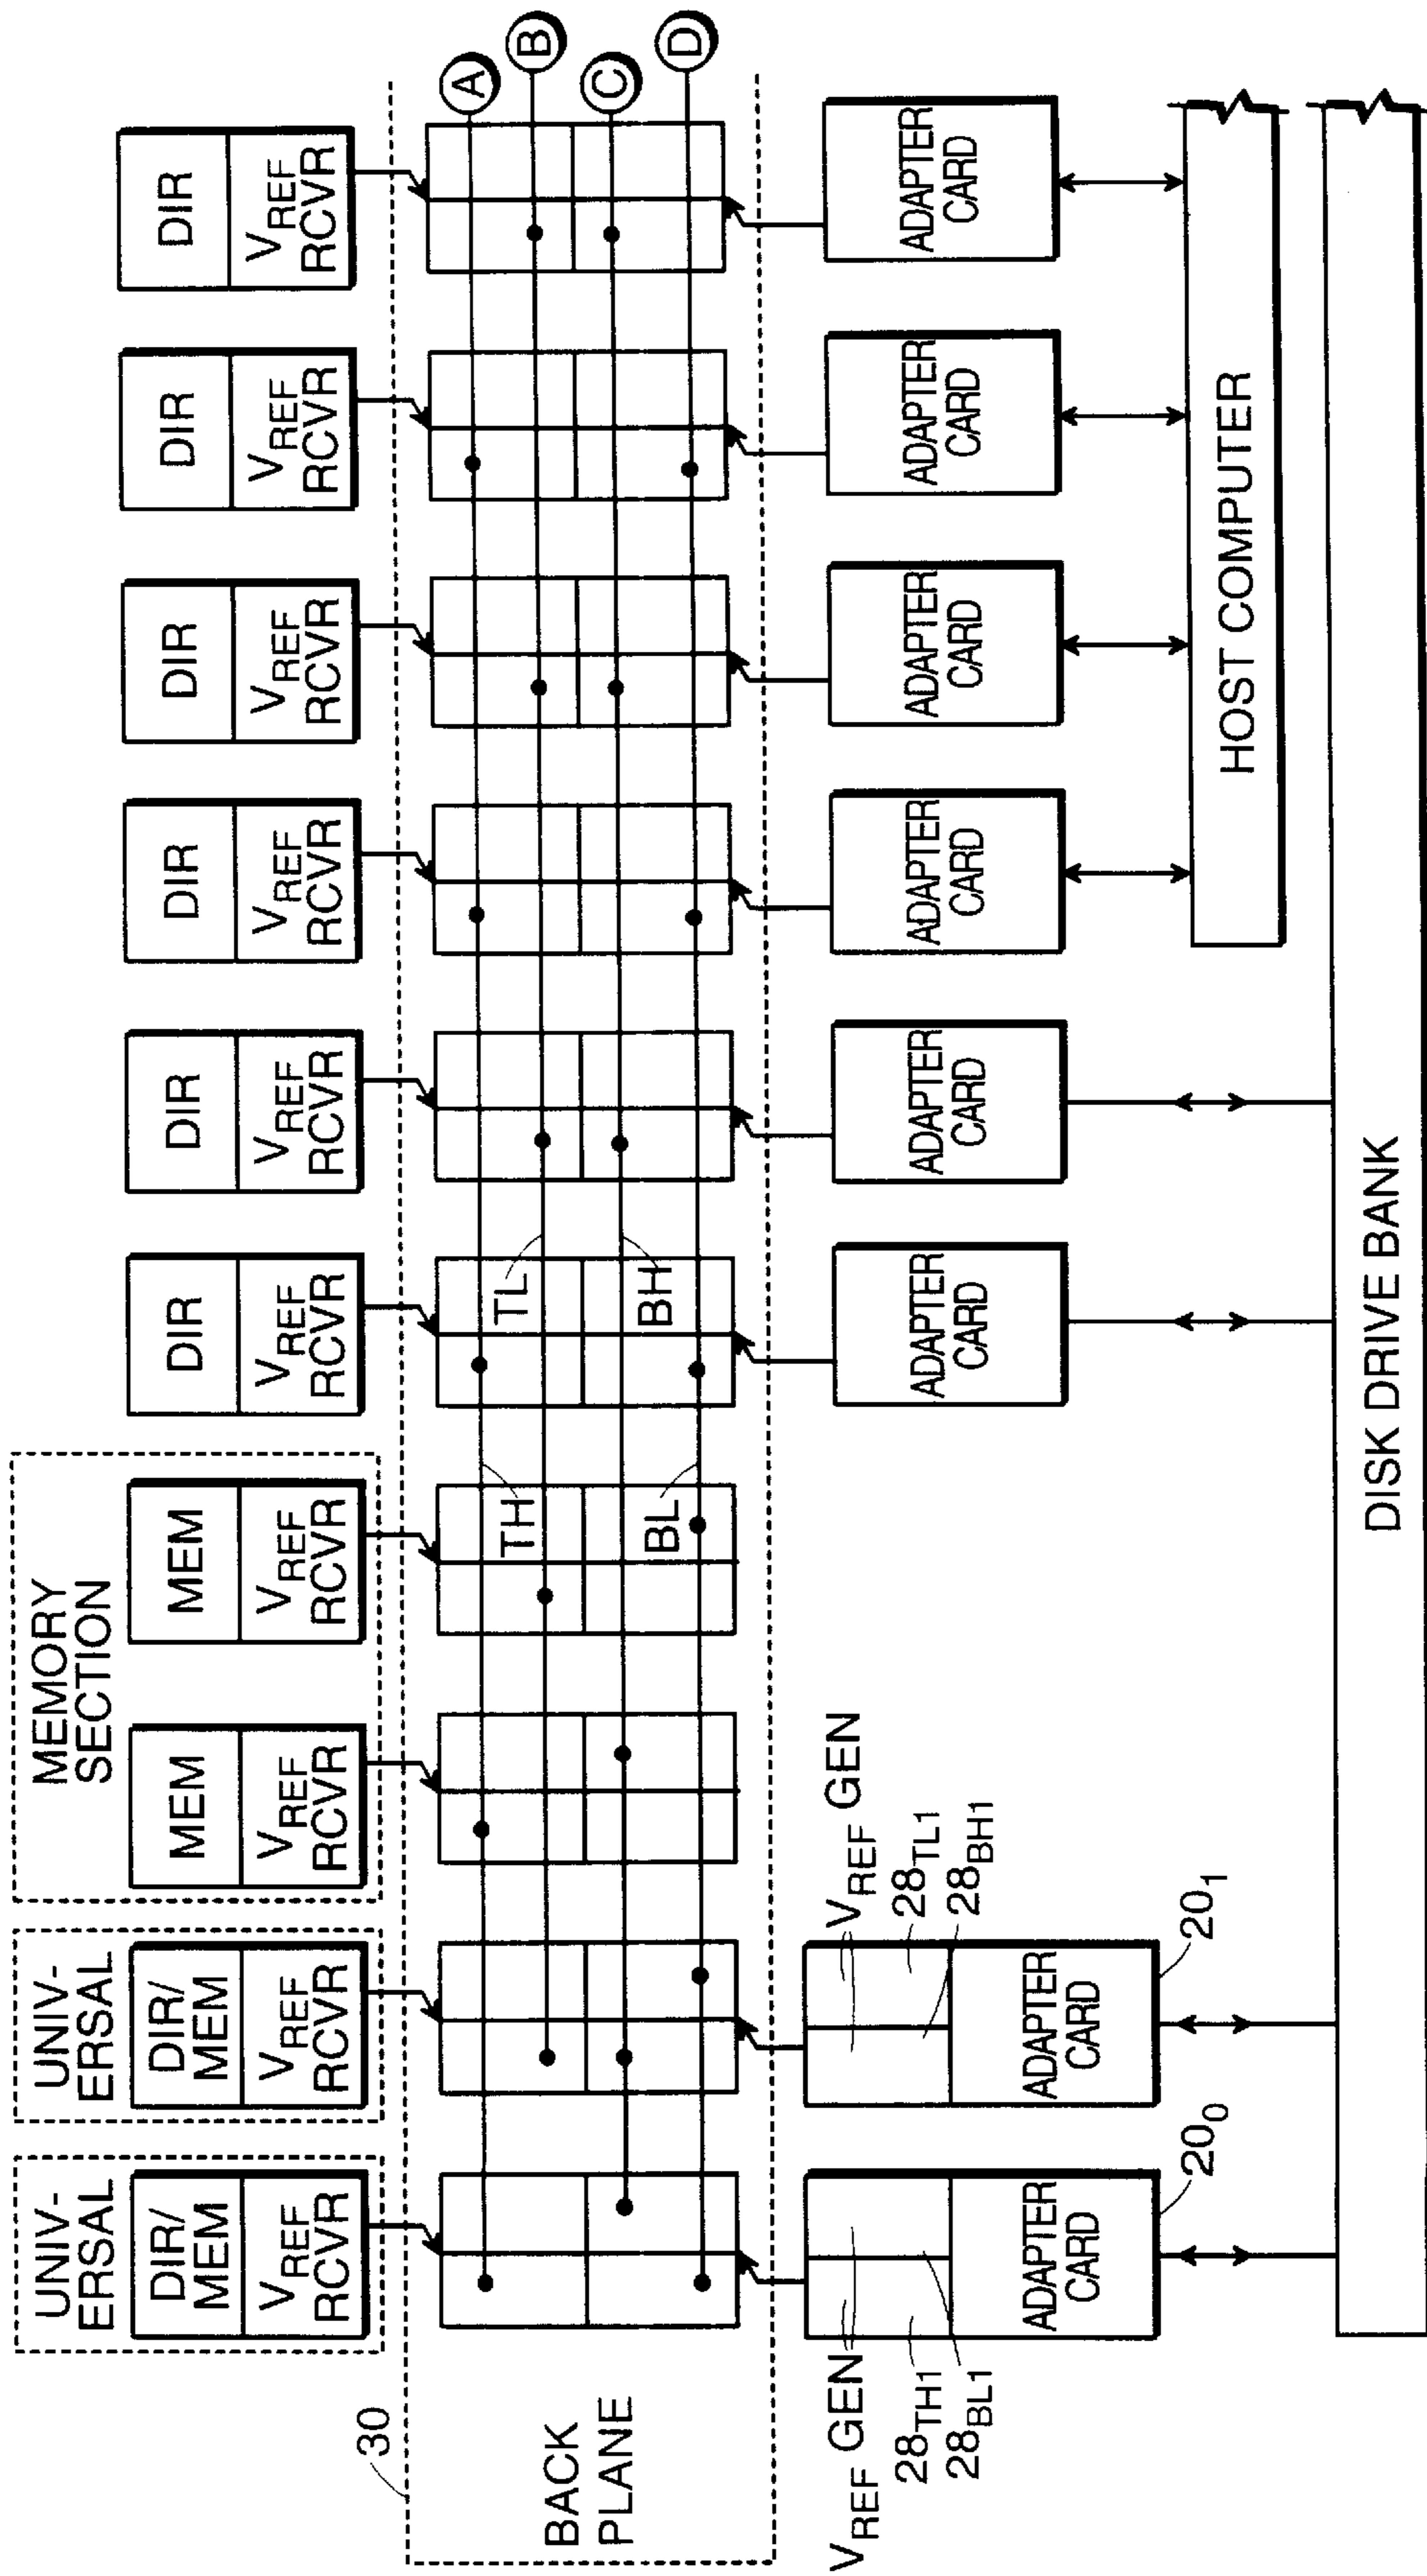 UNIV-
ERSAL
UNIV-
ERSAL
MEMORY
SECTION
DIR/
MEM
VREF
RCVR
DIR/
MEM
VREF
RCVR
MEM
VREF
RCVR
MEM
VREF
RCVR
DIR
VREF
RCVR
DIR
VREF
RCVR
DIR
VREF
RCVR
DIR
VREF
RCVR
DIR
VREF
RCVR
DIR
VREF
RCVR
30
BACK
PLANE
TH
TL
BL
BH
A
B
C
D
VREF GEN
28TH1
28BL1
VREF GEN
28TL1
28BH1
ADAPTER
CARD
200
ADAPTER
CARD
201
ADAPTER
CARD
ADAPTER
CARD
ADAPTER
CARD
ADAPTER
CARD
ADAPTER
CARD
ADAPTER
CARD
HOST COMPUTER
DISK DRIVE BANK